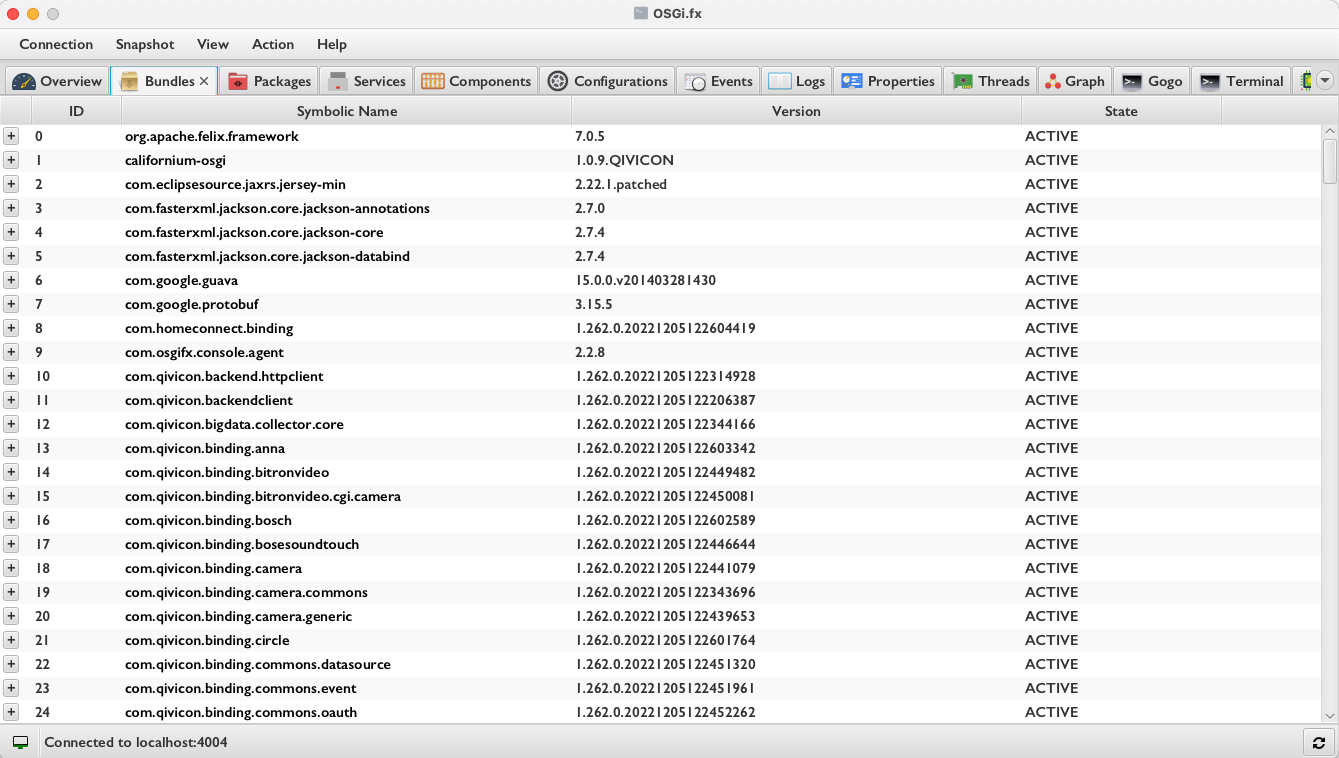 OSGi.fx
Connection Snapshot View Action Help
Overview Bundles Packages Services Components Configurations Events Logs Properties Threads Graph Gogo Terminal
ID Symbolic Name Version State
0 org.apache.felix.framework 7.0.5 ACTIVE
1 californium-osgi 1.0.9.QIVICON ACTIVE
2 com.eclipsesource.jaxrs.jersey-min 2.22.1.patched ACTIVE
3 com.fasterxml.jackson.core.jackson-annotations 2.7.0 ACTIVE
4 com.fasterxml.jackson.core.jackson-core 2.7.4 ACTIVE
5 com.fasterxml.jackson.core.jackson-databind 2.7.4 ACTIVE
6 com.google.guava 15.0.0.v201403281430 ACTIVE
7 com.google.protobuf 3.15.5 ACTIVE
8 com.homeconnect.binding 1.262.0.20221205122604419 ACTIVE
9 com.osgifx.console.agent 2.2.8 ACTIVE
10 com.qivicon.backend.httpclient 1.262.0.20221205122314928 ACTIVE
11 com.qivicon.backendclient 1.262.0.20221205122206387 ACTIVE
12 com.qivicon.bigdata.collector.core 1.262.0.20221205122344166 ACTIVE
13 com.qivicon.binding.anna 1.262.0.20221205122603342 ACTIVE
14 com.qivicon.binding.bitronvideo 1.262.0.20221205122449482 ACTIVE
15 com.qivicon.binding.bitronvideo.cgi.camera 1.262.0.20221205122450081 ACTIVE
16 com.qivicon.binding.bosch 1.262.0.20221205122602589 ACTIVE
17 com.qivicon.binding.bosesoundtouch 1.262.0.20221205122446644 ACTIVE
18 com.qivicon.binding.camera 1.262.0.20221205122441079 ACTIVE
19 com.qivicon.binding.camera.commons 1.262.0.20221205122343696 ACTIVE
20 com.qivicon.binding.camera.generic 1.262.0.20221205122439653 ACTIVE
21 com.qivicon.binding.circle 1.262.0.20221205122601764 ACTIVE
22 com.qivicon.binding.commons.datasource 1.262.0.20221205122451320 ACTIVE
23 com.qivicon.binding.commons.event 1.262.0.20221205122451961 ACTIVE
24 com.qivicon.binding.commons.oauth 1.262.0.20221205122452262 ACTIVE
Connected to localhost:4004